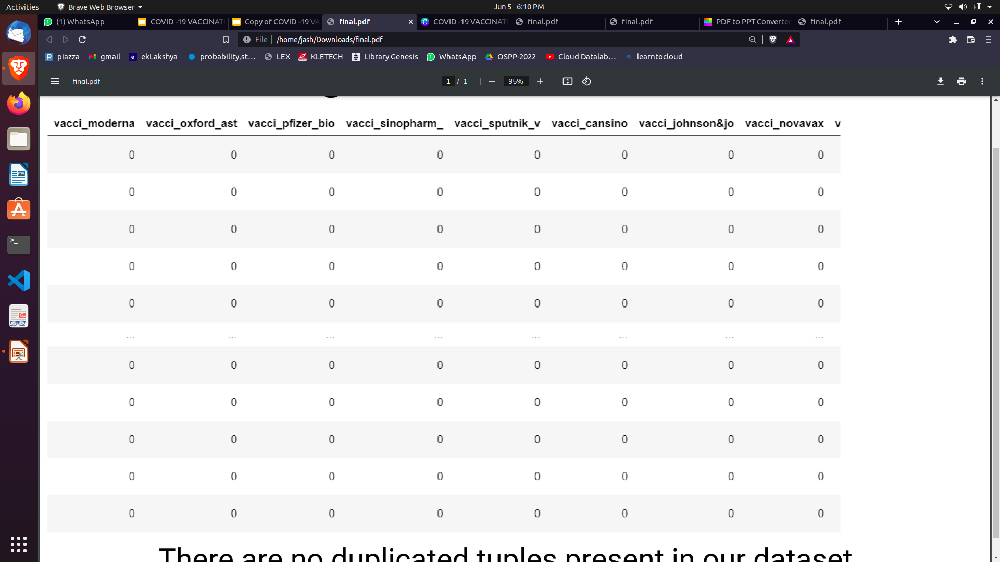 Activities Brave Web Browser Jun 5 6:10 PM
(1) WhatsApp COVID -19 VACCINATI Copy of COVID -19 VA final.pdf COVID -19 VACCINATI final.pdf final.pdf PDF to PPT Converter final.pdf
File /home/jash/Downloads/final.pdf
piazza gmail ekLakshya probability,st... LEX KLETECH Library Genesis WhatsApp OSPP-2022 Cloud Datalab... learntocloud
final.pdf 1 / 1 95%
vacci_moderna vacci_oxford_ast vacci_pfizer_bio vacci_sinopharm_ vacci_sputnik_v vacci_cansino vacci_johnson&jo vacci_novavax v
0 0 0 0 0 0 0 0
0 0 0 0 0 0 0 0
0 0 0 0 0 0 0 0
0 0 0 0 0 0 0 0
0 0 0 0 0 0 0 0
... ... ... ... ... ... ... ...
0 0 0 0 0 0 0 0
0 0 0 0 0 0 0 0
0 0 0 0 0 0 0 0
0 0 0 0 0 0 0 0
0 0 0 0 0 0 0 0
There are no duplicated tuples present in our dataset